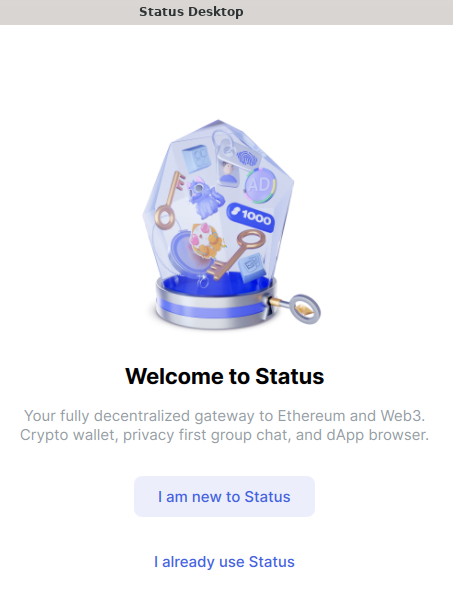 Status Desktop
AD
1000
Welcome to Status
Your fully decentralized gateway to Ethereum and Web3.
Crypto wallet, privacy first group chat, and dApp browser.
I am new to Status
I already use Status